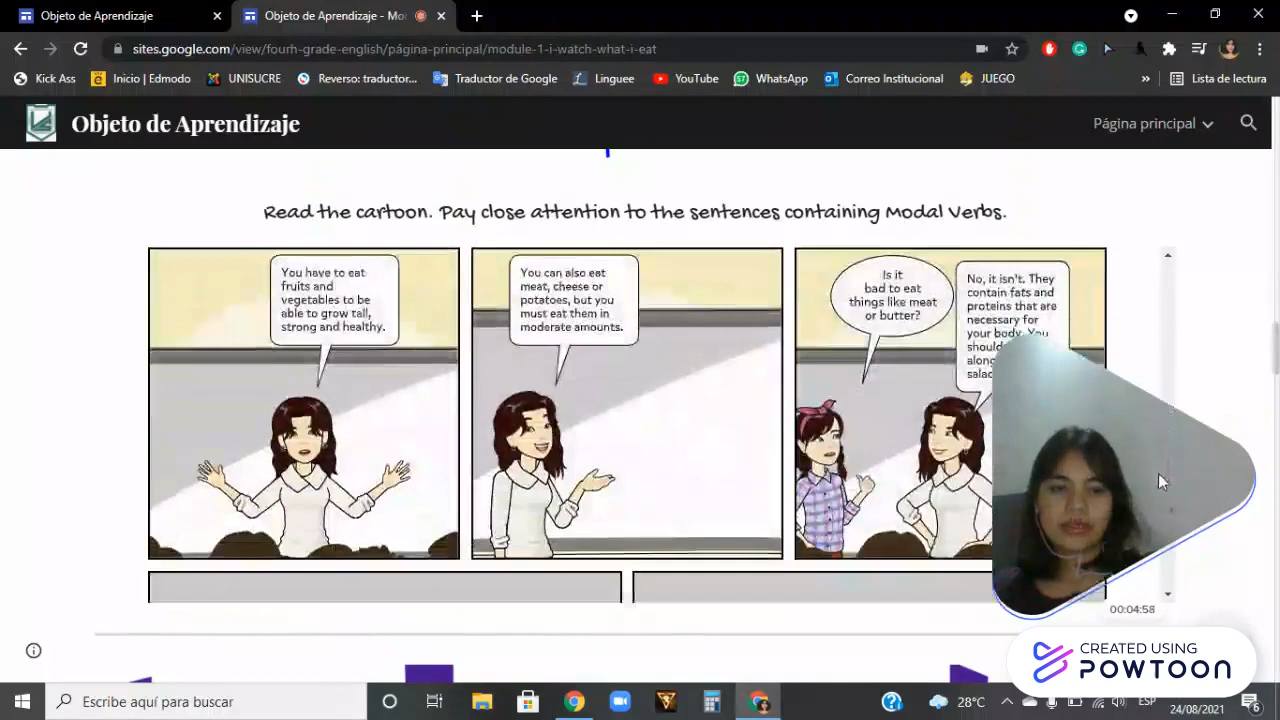 Objeto de Aprendizaje
Objeto de Aprendizaje - Mo
sites.google.com/view/fourh-grade-english/página-principal/module-1-i-watch-what-i-eat
Kick Ass
Inicio | Edmodo
UNISUCRE
Reverso: traductor...
Traductor de Google
Linguee
YouTube
WhatsApp
Correo Institucional
JUEGO
»
Lista de lectura
Objeto de Aprendizaje
Página principal
Read the cartoon. Pay close attention to the sentences containing Modal Verbs.
You have to eat
fruits and
vegetables to be
able to grow tall,
strong and healthy.
You can also eat
meat, cheese or
potatoes, but you
must eat them in
moderate amounts.
Is it
bad to eat
things like meat
or butter?
No, it isn't. They
contain fats and
proteins that are
necessary for
your body. You
should
along
00:04:58
CREATED USING
POWTOON
Escribe aquí para buscar
28°C
ESP
24/08/2021
6